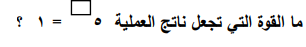 ما القوة التي تجعل ناتج العملية ٥□ = ١ ؟